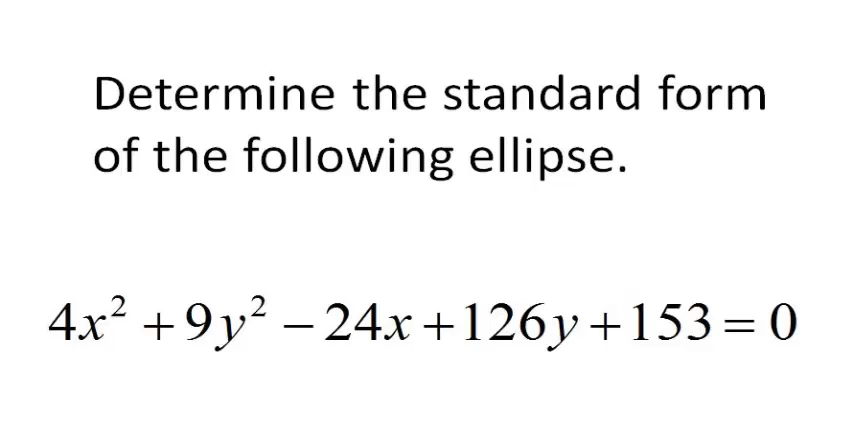 Determine the standard form
of the following ellipse.
4x² + 9y² − 24x + 126y + 153 = 0